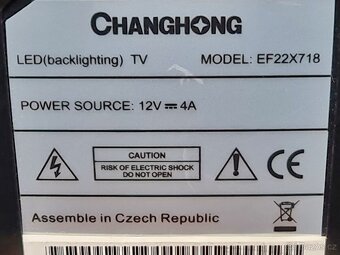 CHANGHONG
LED(backlighting) TV MODEL: EF22X718
POWER SOURCE: 12V ⎓ 4A
CAUTION
RISK OF ELECTRIC SHOCK
DO NOT OPEN
CE
Assemble in Czech Republic